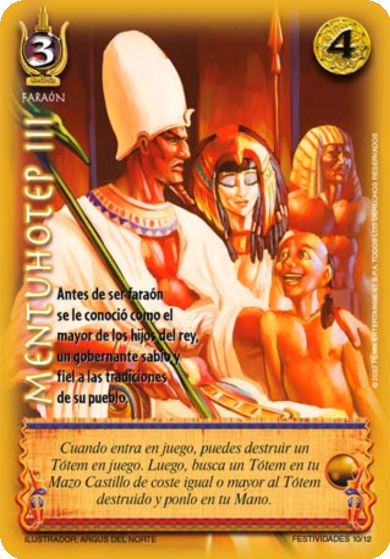 3
4
FARAÓN
MENTUHOTEP III
Antes de ser faraón
se le conoció como el
mayor de los hijos del rey,
un gobernante sabio y
fiel a las tradiciones
de su pueblo.
Cuando entra en juego, puedes destruir un
Tótem en juego. Luego, busca un Tótem en tu
Mazo Castillo de coste igual o mayor al Tótem
destruido y ponlo en tu Mano.
ILUSTRADOR: ARGUS DEL NORTE
FESTIVIDADES 10/12